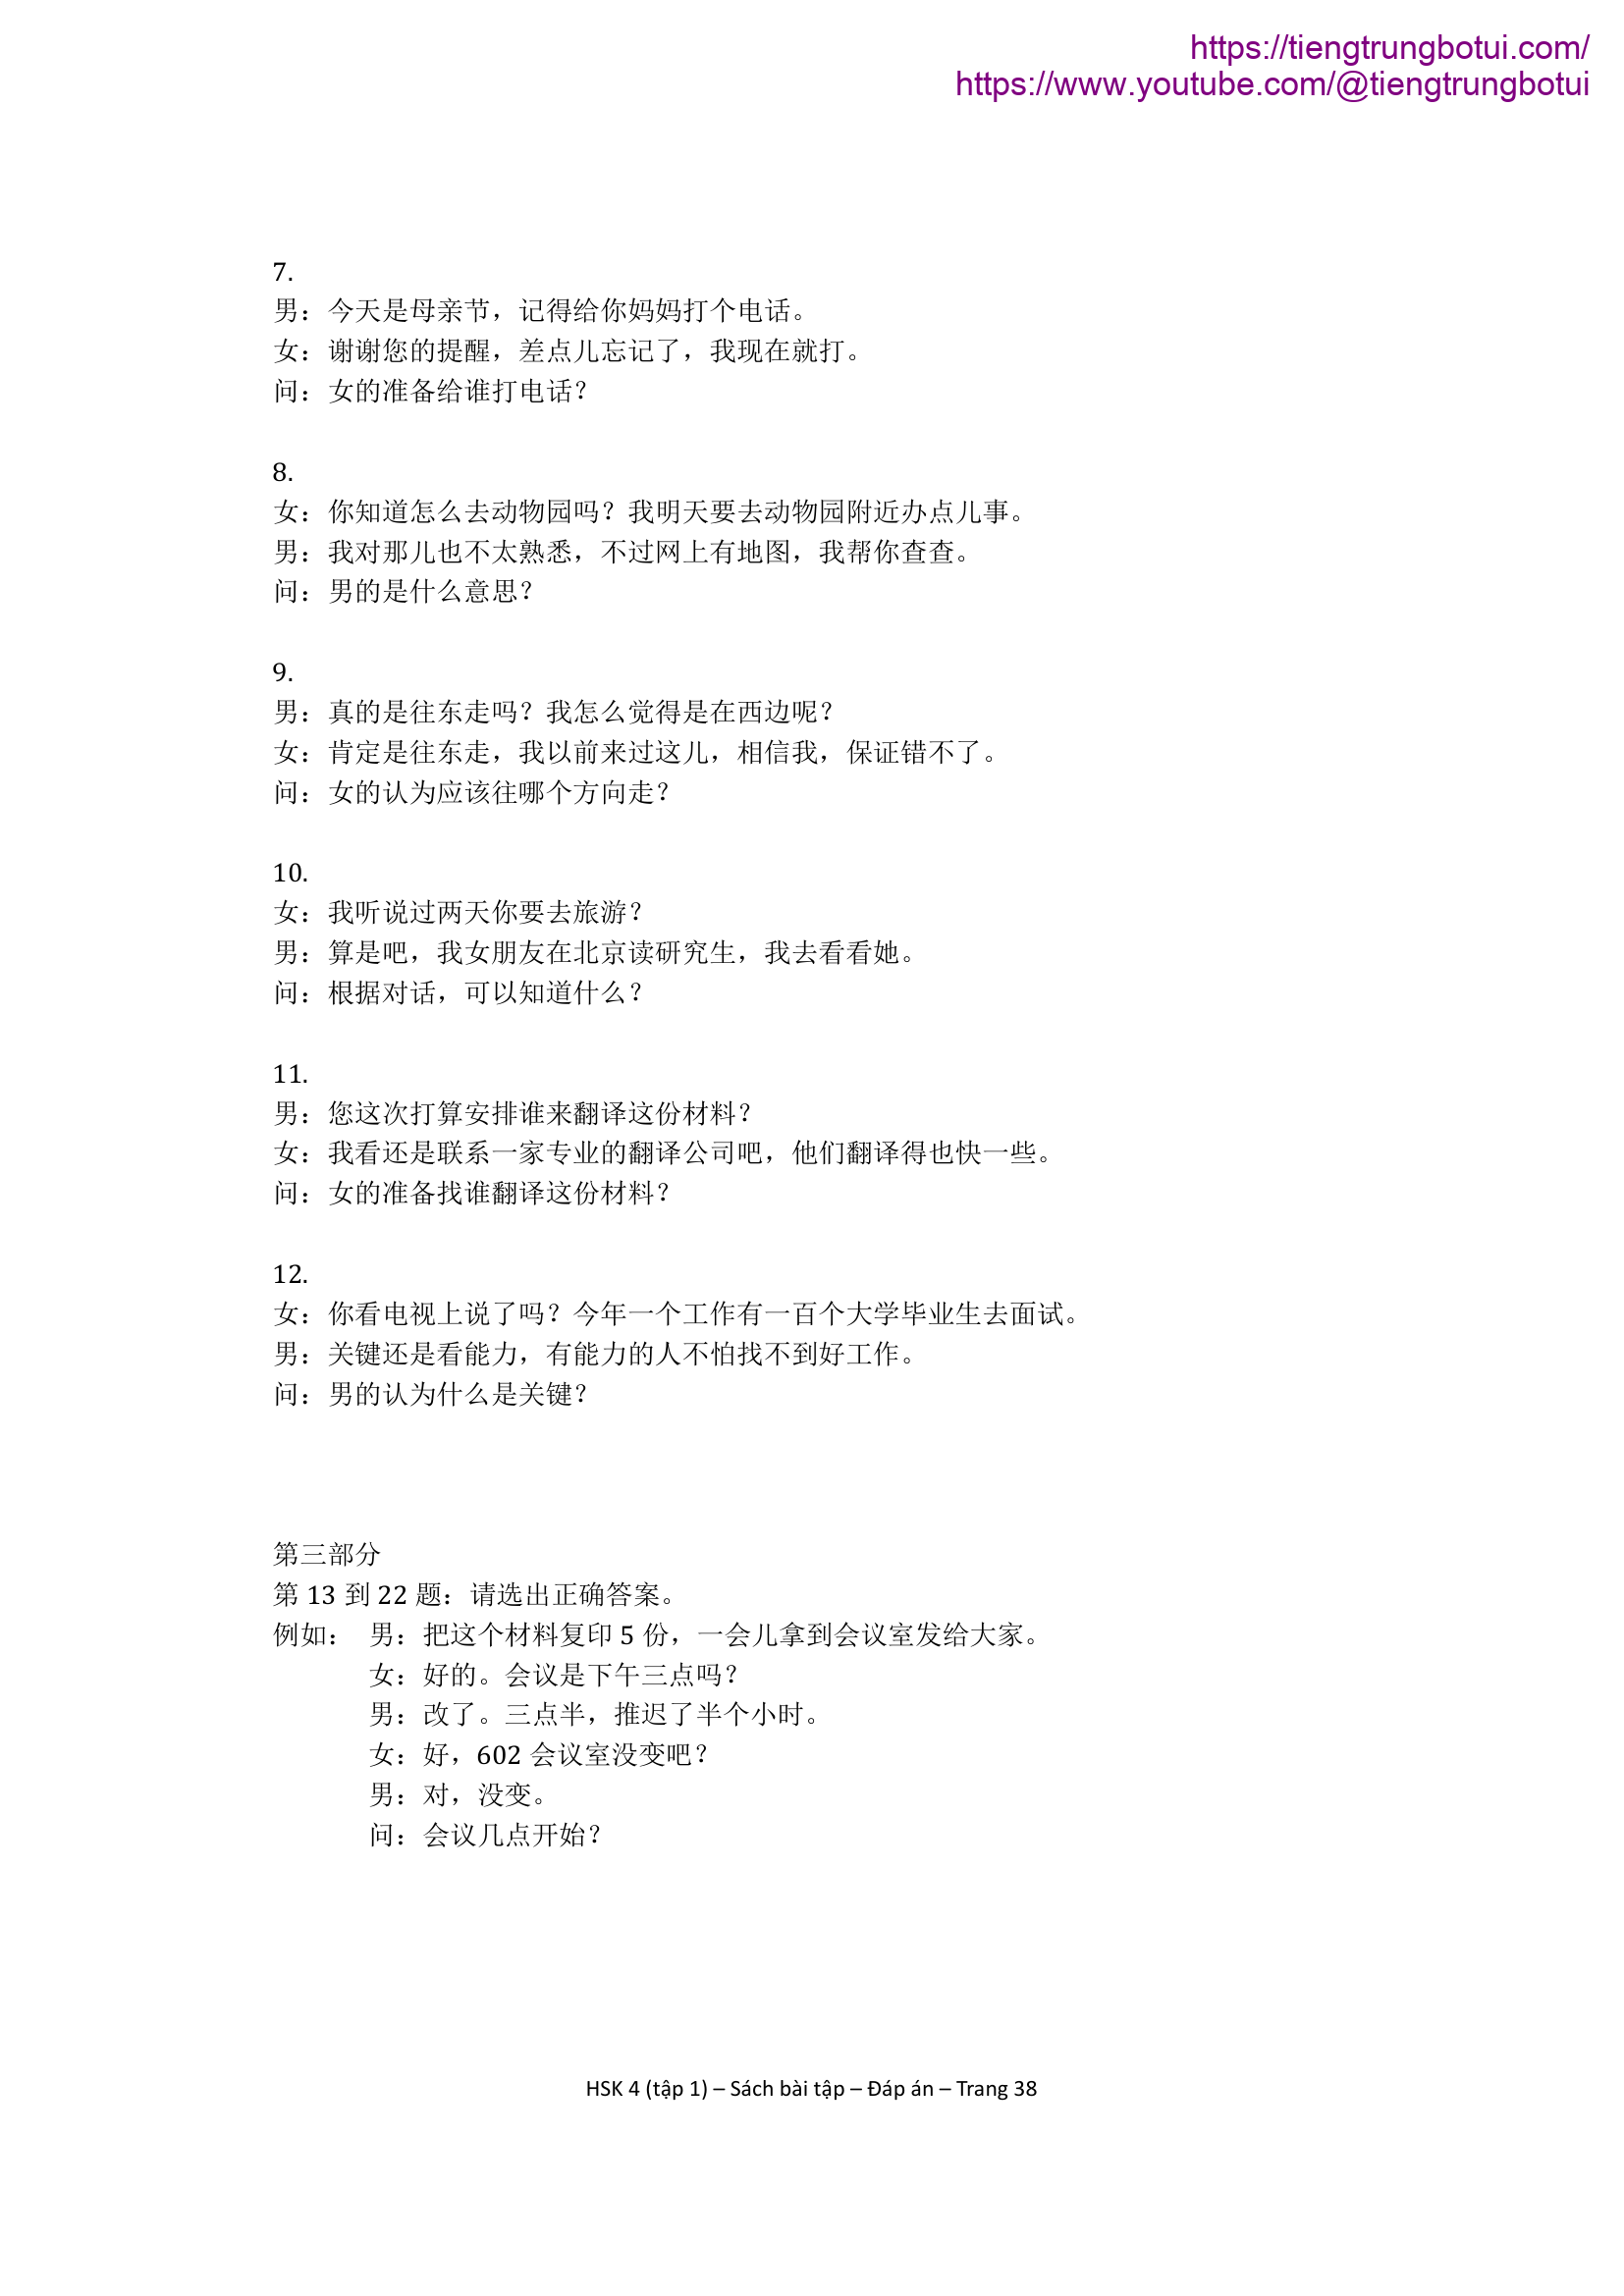 https://tiengtrungbotui.com/
https://www.youtube.com/@tiengtrungbotui
7.
男：今天是母亲节，记得给你妈妈打个电话。
女：谢谢您的提醒，差点儿忘记了，我现在就打。
问：女的准备给谁打电话？
8.
女：你知道怎么去动物园吗？我明天要去动物园附近办点儿事。
男：我对那儿也不太熟悉，不过网上有地图，我帮你查查。
问：男的是什么意思？
9.
男：真的是往东走吗？我怎么觉得是在西边呢？
女：肯定是往东走，我以前来过这儿，相信我，保证错不了。
问：女的认为应该往哪个方向走？
10.
女：我听说过两天你要去旅游？
男：算是吧，我女朋友在北京读研究生，我去看看她。
问：根据对话，可以知道什么？
11.
男：您这次打算安排谁来翻译这份材料？
女：我看还是联系一家专业的翻译公司吧，他们翻译得也快一些。
问：女的准备找谁翻译这份材料？
12.
女：你看电视上说了吗？今年一个工作有一百个大学毕业生去面试。
男：关键还是看能力，有能力的人不怕找不到好工作。
问：男的认为什么是关键？
第三部分
第 13 到 22 题：请选出正确答案。
例如： 男：把这个材料复印 5 份，一会儿拿到会议室发给大家。
女：好的。会议是下午三点吗？
男：改了。三点半，推迟了半个小时。
女：好，602 会议室没变吧？
男：对，没变。
问：会议几点开始？
HSK 4 (tập 1) – Sách bài tập – Đáp án – Trang 38